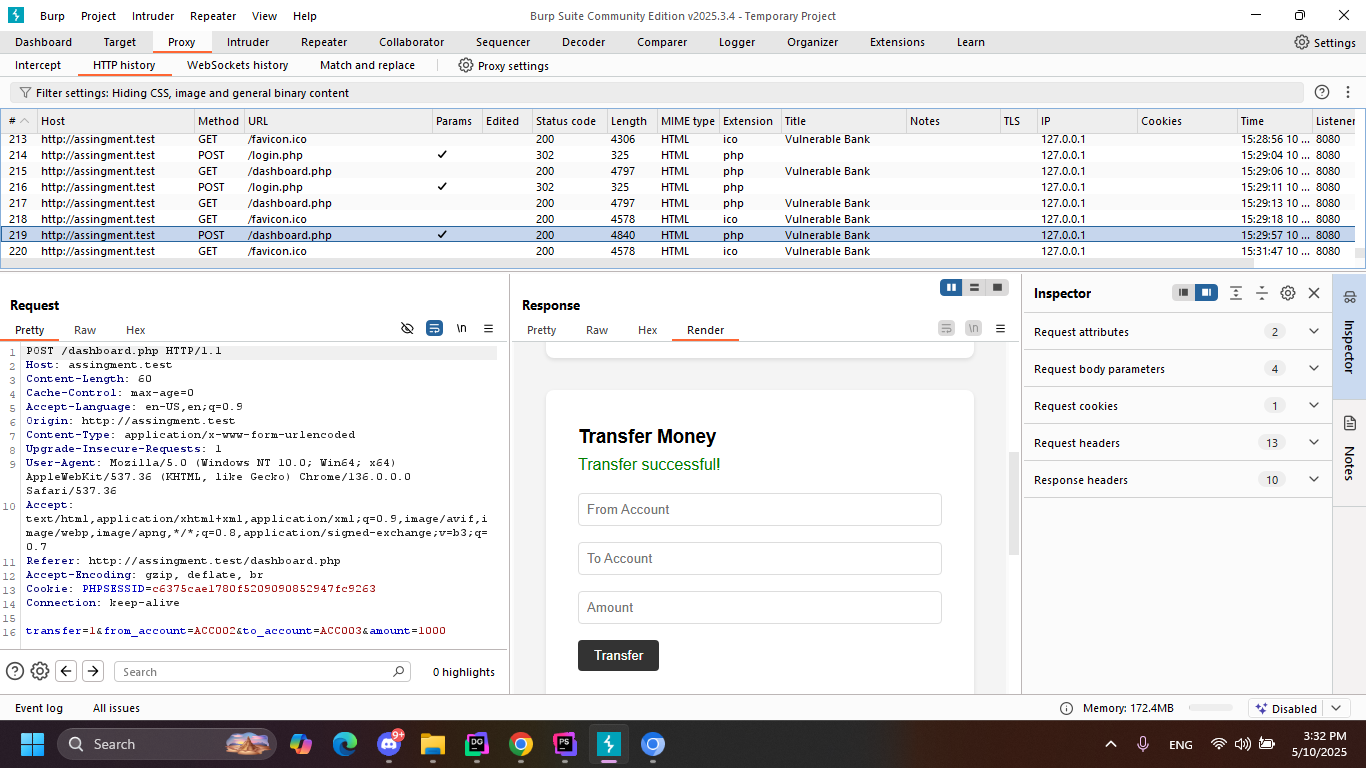 Burp Project Intruder Repeater View Help Burp Suite Community Edition v2025.3.4 - Temporary Project
Dashboard Target Proxy Intruder Repeater Collaborator Sequencer Decoder Comparer Logger Organizer Extensions Learn Settings
Intercept HTTP history WebSockets history Match and replace Proxy settings
Filter settings: Hiding CSS, image and general binary content
# Host Method URL Params Edited Status code Length MIME type Extension Title Notes TLS IP Cookies Time Listener
213 http://assingment.test GET /favicon.ico 200 4306 HTML ico Vulnerable Bank 127.0.0.1 15:28:56 10 ... 8080
214 http://assingment.test POST /login.php ✓ 302 325 HTML php 127.0.0.1 15:29:04 10 ... 8080
215 http://assingment.test GET /dashboard.php 200 4797 HTML php Vulnerable Bank 127.0.0.1 15:29:06 10 ... 8080
216 http://assingment.test POST /login.php ✓ 302 325 HTML php 127.0.0.1 15:29:11 10 ... 8080
217 http://assingment.test GET /dashboard.php 200 4797 HTML php Vulnerable Bank 127.0.0.1 15:29:13 10 ... 8080
218 http://assingment.test GET /favicon.ico 200 4578 HTML ico Vulnerable Bank 127.0.0.1 15:29:18 10 ... 8080
219 http://assingment.test POST /dashboard.php ✓ 200 4840 HTML php Vulnerable Bank 127.0.0.1 15:29:57 10 ... 8080
220 http://assingment.test GET /favicon.ico 200 4578 HTML ico Vulnerable Bank 127.0.0.1 15:31:47 10 ... 8080
Request
Pretty Raw Hex \n
1 POST /dashboard.php HTTP/1.1
2 Host: assingment.test
3 Content-Length: 60
4 Cache-Control: max-age=0
5 Accept-Language: en-US,en;q=0.9
6 Origin: http://assingment.test
7 Content-Type: application/x-www-form-urlencoded
8 Upgrade-Insecure-Requests: 1
9 User-Agent: Mozilla/5.0 (Windows NT 10.0; Win64; x64)
AppleWebKit/537.36 (KHTML, like Gecko) Chrome/136.0.0.0
Safari/537.36
10 Accept:
text/html,application/xhtml+xml,application/xml;q=0.9,image/avif,i
mage/webp,image/apng,*/*;q=0.8,application/signed-exchange;v=b3;q=
0.7
11 Referer: http://assingment.test/dashboard.php
12 Accept-Encoding: gzip, deflate, br
13 Cookie: PHPSESSID=c6375cae1780f5209090852947fc9263
14 Connection: keep-alive
15
16 transfer=1&from_account=ACC002&to_account=ACC003&amount=1000
Search 0 highlights
Response
Pretty Raw Hex Render \n
Transfer Money
Transfer successful!
From Account
To Account
Amount
Transfer
Inspector
Request attributes 2
Request body parameters 4
Request cookies 1
Request headers 13
Response headers 10
Inspector
Notes
Event log All issues Memory: 172.4MB Disabled
Search 9+ DG PS ENG 3:32 PM
5/10/2025